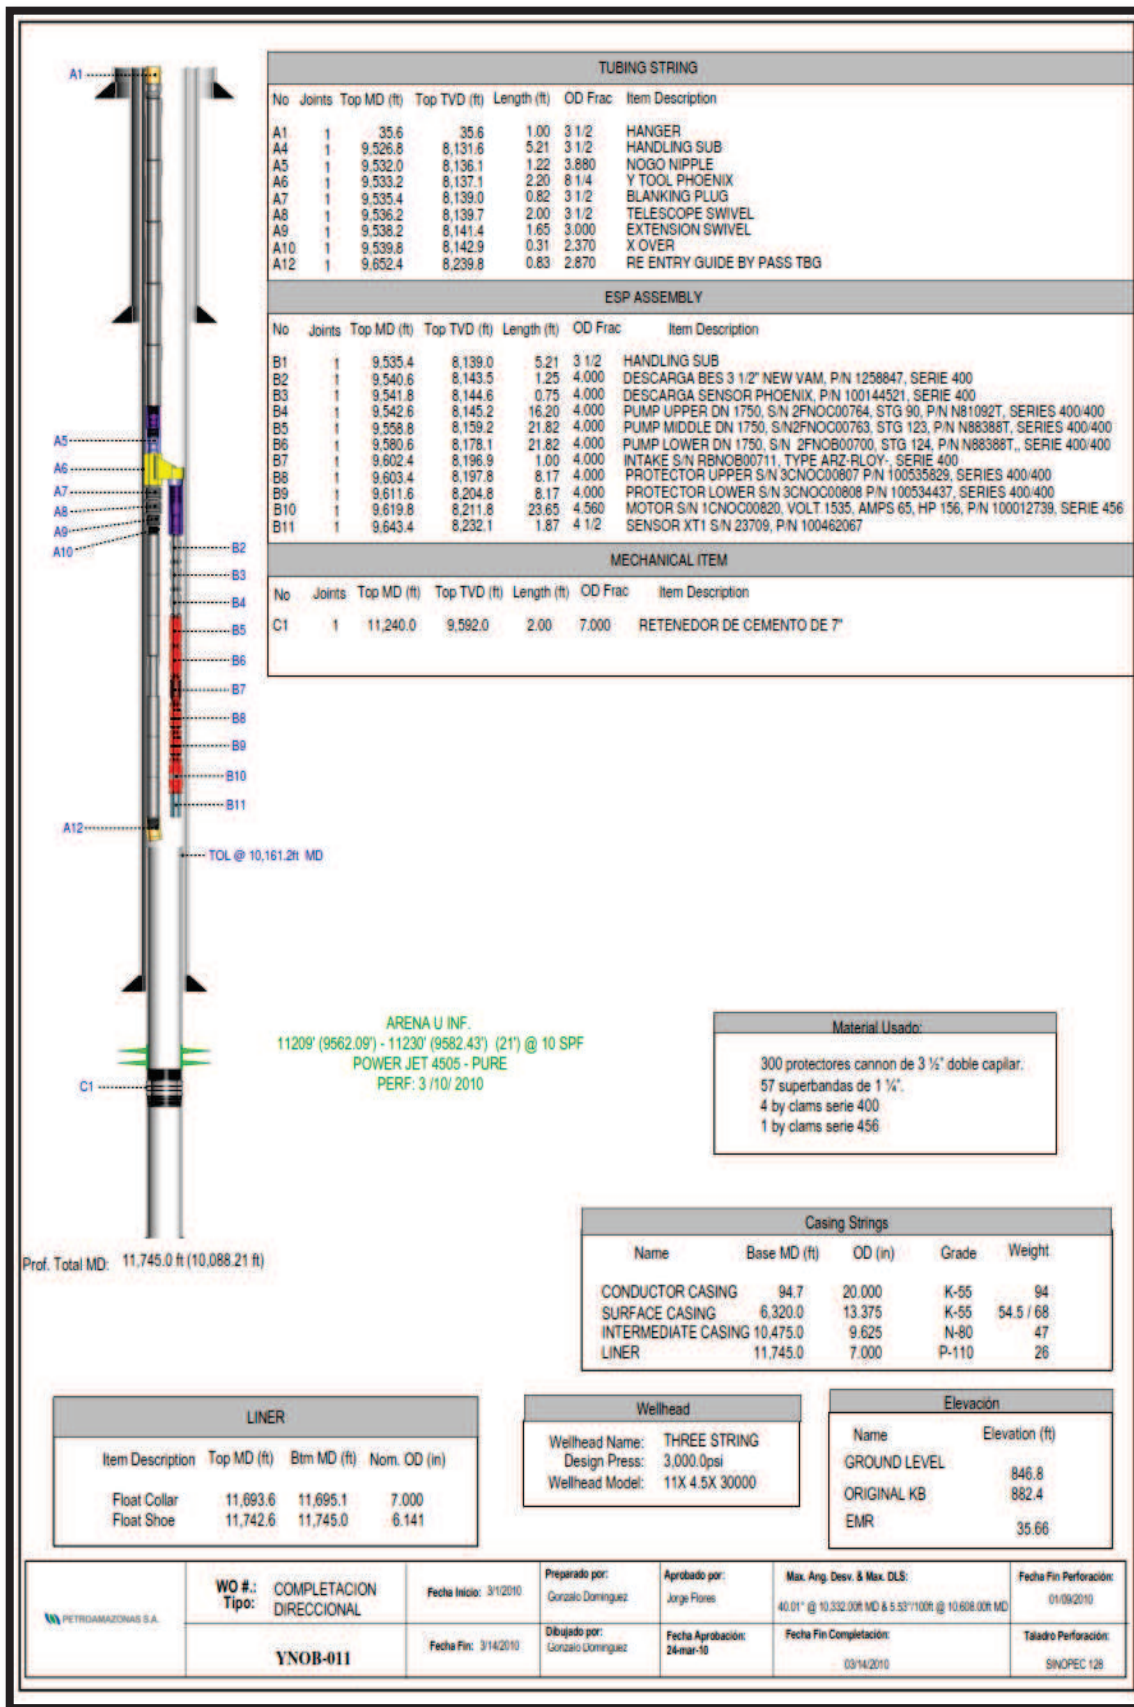 TUBING STRING
No Joints Top MD (ft) Top TVD (ft) Length (ft) OD Frac Item Description
A1 1 35.6 35.6 1.00 3 1/2 HANGER
A4 1 9,526.8 8,131.6 5.21 3 1/2 HANDLING SUB
A5 1 9,532.0 8,136.1 1.22 3.880 NOGO NIPPLE
A6 1 9,533.2 8,137.1 2.20 8 1/4 Y TOOL PHOENIX
A7 1 9,535.4 8,139.0 0.82 3 1/2 BLANKING PLUG
A8 1 9,536.2 8,139.7 2.00 3 1/2 TELESCOPE SWIVEL
A9 1 9,538.2 8,141.4 1.65 3.000 EXTENSION SWIVEL
A10 1 9,539.8 8,142.9 0.31 2.370 X OVER
A12 1 9,652.4 8,239.8 0.83 2.870 RE ENTRY GUIDE BY PASS TBG
ESP ASSEMBLY
No Joints Top MD (ft) Top TVD (ft) Length (ft) OD Frac Item Description
B1 1 9,535.4 8,139.0 5.21 3 1/2 HANDLING SUB
B2 1 9,540.6 8,143.5 1.25 4.000 DESCARGA BES 3 1/2" NEW VAM, P/N 1258847, SERIE 400
B3 1 9,541.8 8,144.6 0.75 4.000 DESCARGA SENSOR PHOENIX, P/N 100144521, SERIE 400
B4 1 9,542.6 8,145.2 16.20 4.000 PUMP UPPER DN 1750, S/N 2FNOC00764, STG 90, P/N N81092T, SERIES 400/400
B5 1 9,558.8 8,159.2 21.82 4.000 PUMP MIDDLE DN 1750, S/N2FNOC00763, STG 123, P/N N88388T, SERIES 400/400
B6 1 9,580.6 8,178.1 21.82 4.000 PUMP LOWER DN 1750, S/N 2FNOB00700, STG 124, P/N N88388T,, SERIE 400/400
B7 1 9,602.4 8,196.9 1.00 4.000 INTAKE S/N RBNOB00711, TYPE ARZ-RLOY-, SERIE 400
B8 1 9,603.4 8,197.8 8.17 4.000 PROTECTOR UPPER S/N 3CNOC00807 P/N 100535829, SERIES 400/400
B9 1 9,611.6 8,204.8 8.17 4.000 PROTECTOR LOWER S/N 3CNOC00808 P/N 100534437, SERIES 400/400
B10 1 9,619.8 8,211.8 23.65 4.560 MOTOR S/N 1CNOC00820, VOLT 1535, AMPS 65, HP 156, P/N 100012739, SERIE 456
B11 1 9,643.4 8,232.1 1.87 4 1/2 SENSOR XT1 S/N 23709, P/N 100462067
MECHANICAL ITEM
No Joints Top MD (ft) Top TVD (ft) Length (ft) OD Frac Item Description
C1 1 11,240.0 9,592.0 2.00 7.000 RETENEDOR DE CEMENTO DE 7"
A1
A5
A6
A7
A8
A9
A10
B2
B3
B4
B5
B6
B7
B8
B9
B10
B11
A12
TOL @ 10,161.2ft MD
C1
ARENA U INF.
11209' (9562.09') - 11230' (9582.43') (21') @ 10 SPF
POWER JET 4505 - PURE
PERF: 3 /10/ 2010
Material Usado:
300 protectores cannon de 3 ½" doble capilar.
57 superbandas de 1 ¼".
4 by clams serie 400
1 by clams serie 456
Prof. Total MD: 11,745.0 ft (10,088.21 ft)
Casing Strings
Name Base MD (ft) OD (in) Grade Weight
CONDUCTOR CASING 94.7 20.000 K-55 94
SURFACE CASING 6,320.0 13.375 K-55 54.5 / 68
INTERMEDIATE CASING 10,475.0 9.625 N-80 47
LINER 11,745.0 7.000 P-110 26
LINER
Item Description Top MD (ft) Btm MD (ft) Nom. OD (in)
Float Collar 11,693.6 11,695.1 7.000
Float Shoe 11,742.6 11,745.0 6.141
Wellhead
Wellhead Name: THREE STRING
Design Press: 3,000.0psi
Wellhead Model: 11X 4.5X 30000
Elevación
Name Elevation (ft)
GROUND LEVEL 846.8
ORIGINAL KB 882.4
EMR 35.66
PETROAMAZONAS S.A.
WO #.: COMPLETACION
Tipo: DIRECCIONAL
YNOB-011
Fecha Inicio: 3/1/2010
Fecha Fin: 3/14/2010
Preparado por:
Gonzalo Dominguez
Dibujado por:
Gonzalo Dominguez
Aprobado por:
Jorge Flores
Fecha Aprobación:
24-mar-10
Max. Ang. Desv. & Max. DLS:
40.01° @ 10,332.00ft MD & 5.53°/100ft @ 10,608.00ft MD
Fecha Fin Completación:
03/14/2010
Fecha Fin Perforación:
01/09/2010
Taladro Perforación:
SINOPEC 128